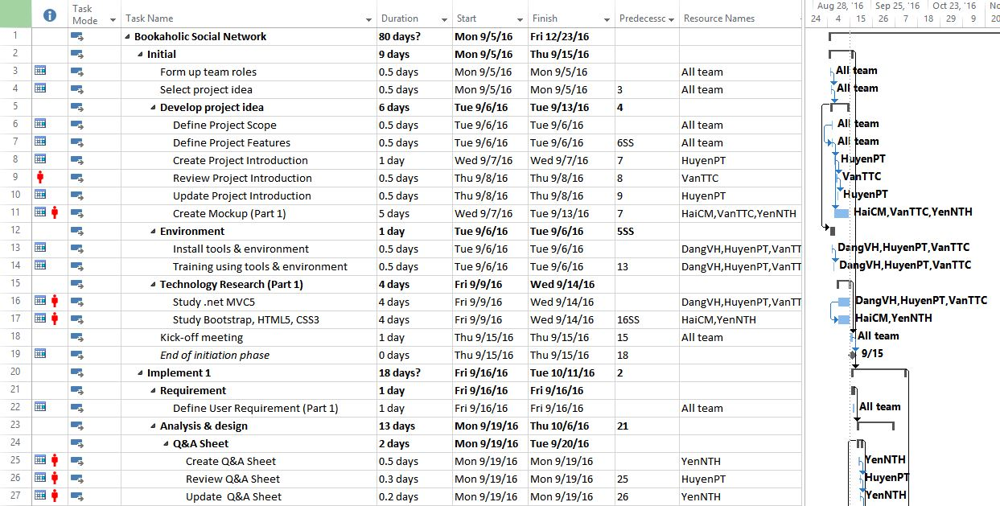 Task Mode Task Name Duration Start Finish Predecessc Resource Names
Aug 28, '16 Sep 25, '16 Oct 23, '16 No
24 4 15 26 7 18 29 9 20
1 Bookaholic Social Network 80 days? Mon 9/5/16 Fri 12/23/16
2 Initial 9 days Mon 9/5/16 Thu 9/15/16
3 Form up team roles 0.5 days Mon 9/5/16 Mon 9/5/16 All team All team
4 Select project idea 0.5 days Mon 9/5/16 Mon 9/5/16 3 All team All team
5 Develop project idea 6 days Tue 9/6/16 Tue 9/13/16 4
6 Define Project Scope 0.5 days Tue 9/6/16 Tue 9/6/16 All team All team
7 Define Project Features 0.5 days Tue 9/6/16 Tue 9/6/16 6SS All team All team
8 Create Project Introduction 1 day Wed 9/7/16 Wed 9/7/16 7 HuyenPT HuyenPT
9 Review Project Introduction 0.5 days Thu 9/8/16 Thu 9/8/16 8 VanTTC VanTTC
10 Update Project Introduction 0.5 days Thu 9/8/16 Thu 9/8/16 9 HuyenPT HuyenPT
11 Create Mockup (Part 1) 5 days Wed 9/7/16 Tue 9/13/16 7 HaiCM,VanTTC,YenNTH HaiCM,VanTTC,YenNTH
12 Environment 1 day Tue 9/6/16 Tue 9/6/16 5SS
13 Install tools & environment 0.5 days Tue 9/6/16 Tue 9/6/16 DangVH,HuyenPT,VanTT DangVH,HuyenPT,VanTTC
14 Training using tools & environment 0.5 days Tue 9/6/16 Tue 9/6/16 13 DangVH,HuyenPT,VanTT DangVH,HuyenPT,VanTTC
15 Technology Research (Part 1) 4 days Fri 9/9/16 Wed 9/14/16
16 Study .net MVC5 4 days Fri 9/9/16 Wed 9/14/16 DangVH,HuyenPT,VanTT DangVH,HuyenPT,VanTTC
17 Study Bootstrap, HTML5, CSS3 4 days Fri 9/9/16 Wed 9/14/16 16SS HaiCM,YenNTH HaiCM,YenNTH
18 Kick-off meeting 1 day Thu 9/15/16 Thu 9/15/16 15 All team All team
19 End of initiation phase 0 days Thu 9/15/16 Thu 9/15/16 18 9/15
20 Implement 1 18 days? Fri 9/16/16 Tue 10/11/16 2
21 Requirement 1 day Fri 9/16/16 Fri 9/16/16
22 Define User Requirement (Part 1) 1 day Fri 9/16/16 Fri 9/16/16 All team All team
23 Analysis & design 13 days Mon 9/19/16 Thu 10/6/16 21
24 Q&A Sheet 2 days Mon 9/19/16 Tue 9/20/16
25 Create Q&A Sheet 0.5 days Mon 9/19/16 Mon 9/19/16 YenNTH YenNTH
26 Review Q&A Sheet 0.3 days Mon 9/19/16 Mon 9/19/16 25 HuyenPT HuyenPT
27 Update Q&A Sheet 0.2 days Mon 9/19/16 Mon 9/19/16 26 YenNTH YenNTH